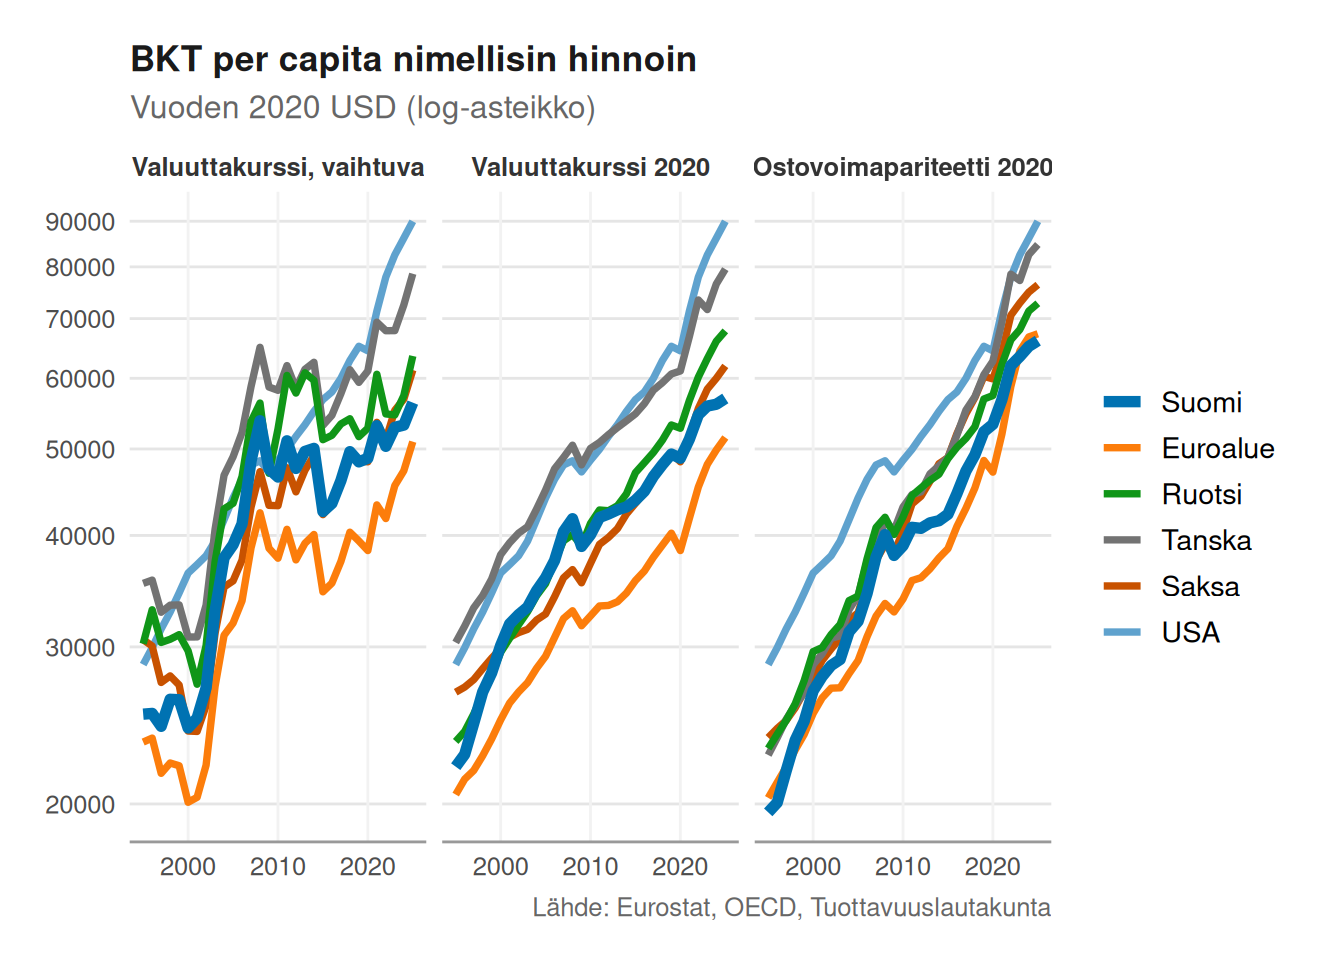 BKT per capita nimellisin hinnoin
Vuoden 2020 USD (log-asteikko)
Valuuttakurssi, vaihtuva
Valuuttakurssi 2020
Ostovoimapariteetti 2020
90000
80000
70000
60000
50000
40000
30000
20000
2000 2010 2020
2000 2010 2020
2000 2010 2020
Suomi
Euroalue
Ruotsi
Tanska
Saksa
USA
Lähde: Eurostat, OECD, Tuottavuuslautakunta